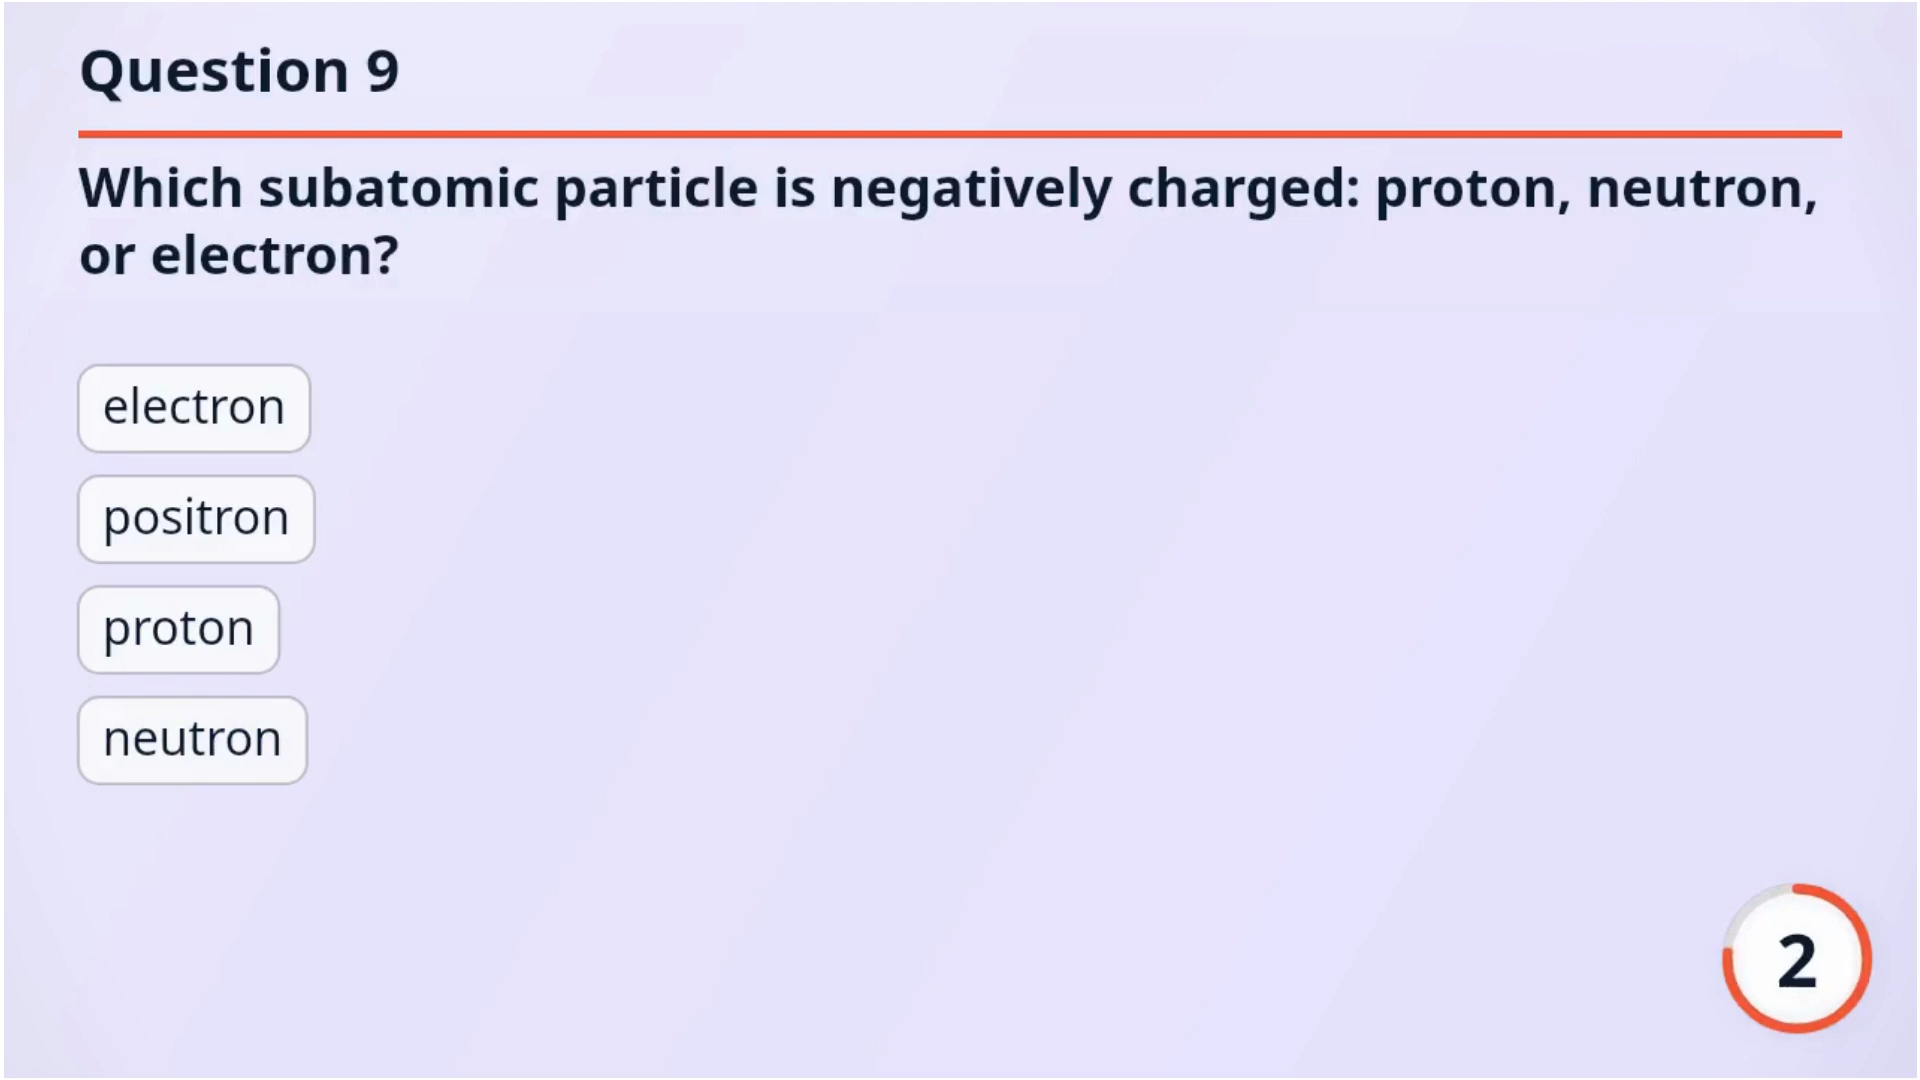 Question 9
Which subatomic particle is negatively charged: proton, neutron,
or electron?
electron
positron
proton
neutron
2